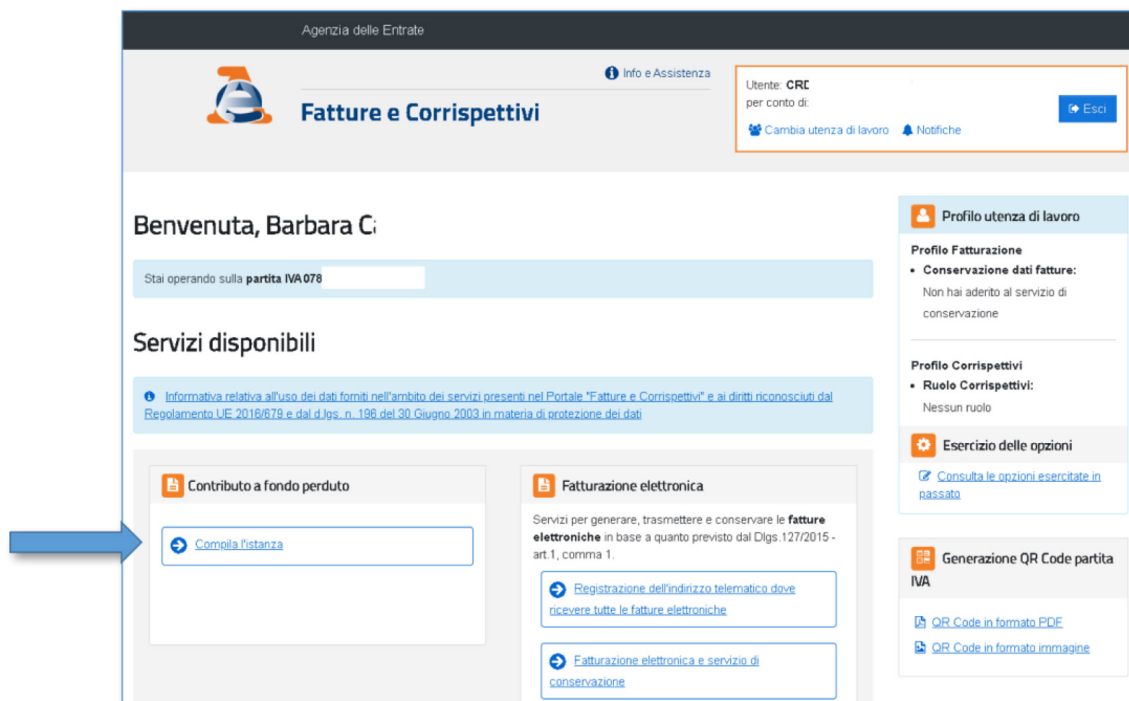 Agenzia delle Entrate
Info e Assistenza
Fatture e Corrispettivi
Utente: CRD
per conto di:
Cambia utenza di lavoro
Notifiche
Esci
Benvenuta, Barbara
Stai operando sulla partita IVA 078
Servizi disponibili
Informativa relativa all'uso dei dati forniti nell'ambito dei servizi presenti nel Portale "Fatture e Corrispettivi" e ai diritti riconosciuti dal
Regolamento UE 2016/679 e dal d.lgs. n. 196 del 30 Giugno 2003 in materia di protezione dei dati
Contributo a fondo perduto
Compila l'istanza
Fatturazione elettronica
Servizi per generare, trasmettere e conservare le fatture
elettroniche in base a quanto previsto dal Dlgs.127/2015 -
art.1, comma 1.
Registrazione dell'indirizzo telematico dove
ricevere tutte le fatture elettroniche
Fatturazione elettronica e servizio di
conservazione
Profilo utenza di lavoro
Profilo Fatturazione
• Conservazione dati fatture:
Non hai aderito al servizio di
conservazione
Profilo Corrispettivi
• Ruolo Corrispettivi:
Nessun ruolo
Esercizio delle opzioni
Consulta le opzioni esercitate in
passato
Generazione QR Code partita
IVA
QR Code in formato PDF
QR Code in formato immagine